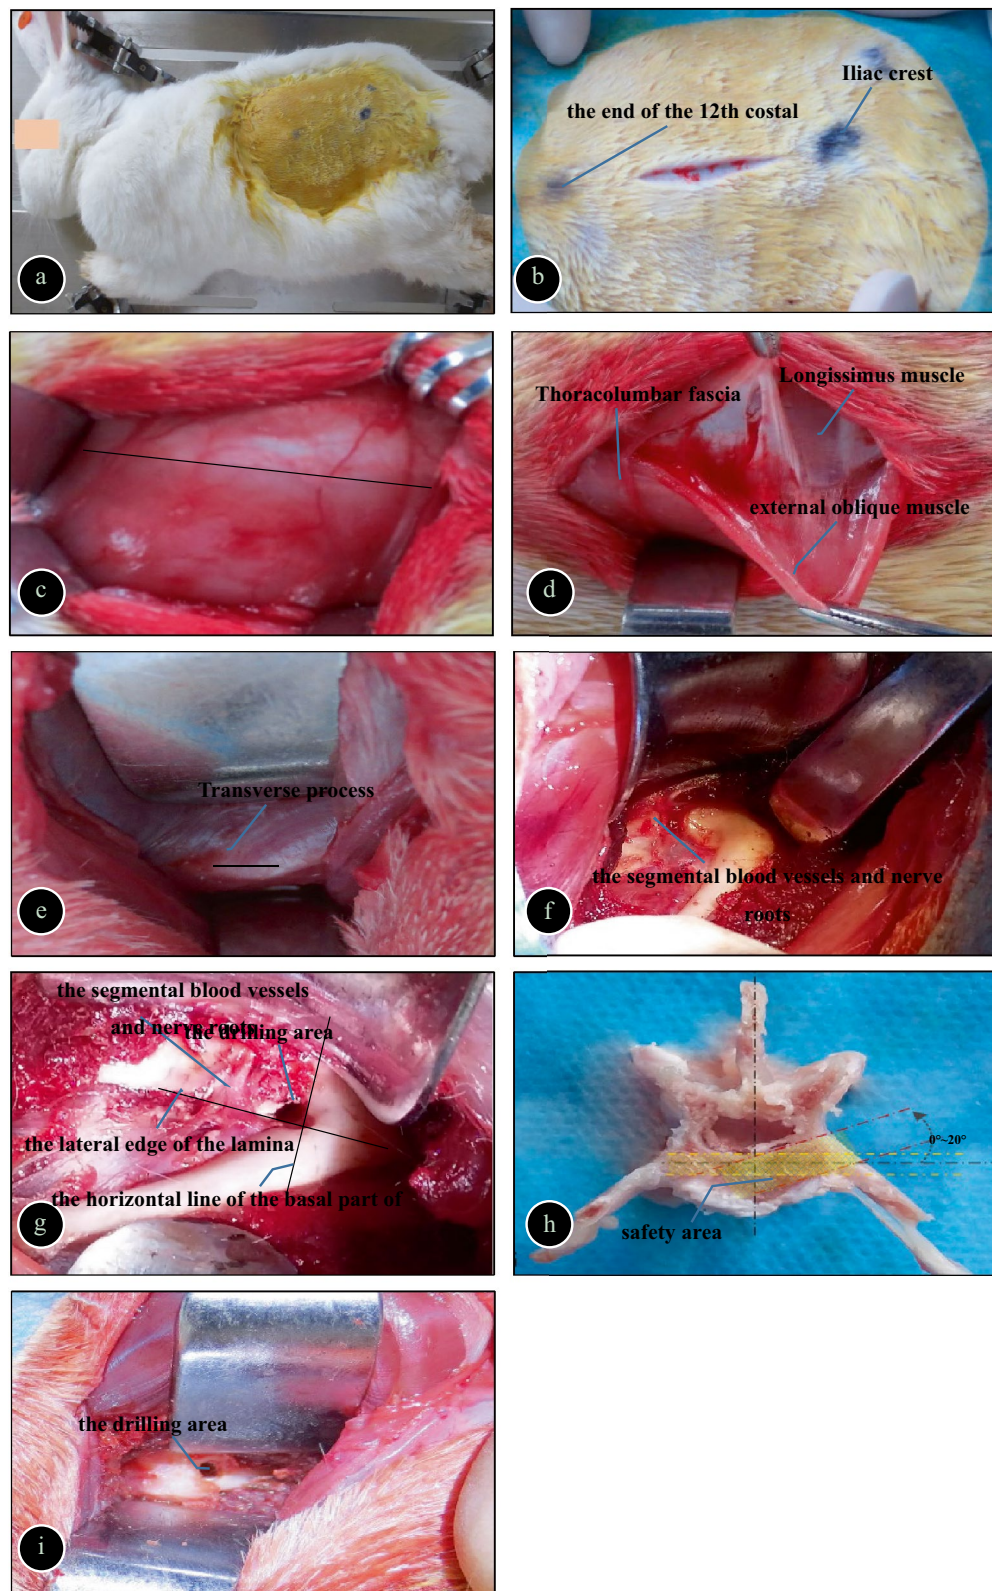 a
Iliac crest
the end of the 12th costal
b
c
Longissimus muscle
Thoracolumbar fascia
external oblique muscle
d
Transverse process
e
the segmental blood vessels and nerve
roots
f
the segmental blood vessels
and nerve roots
the drilling area
the lateral edge of the lamina
the horizontal line of the basal part of
g
0°~20°
safety area
h
the drilling area
i